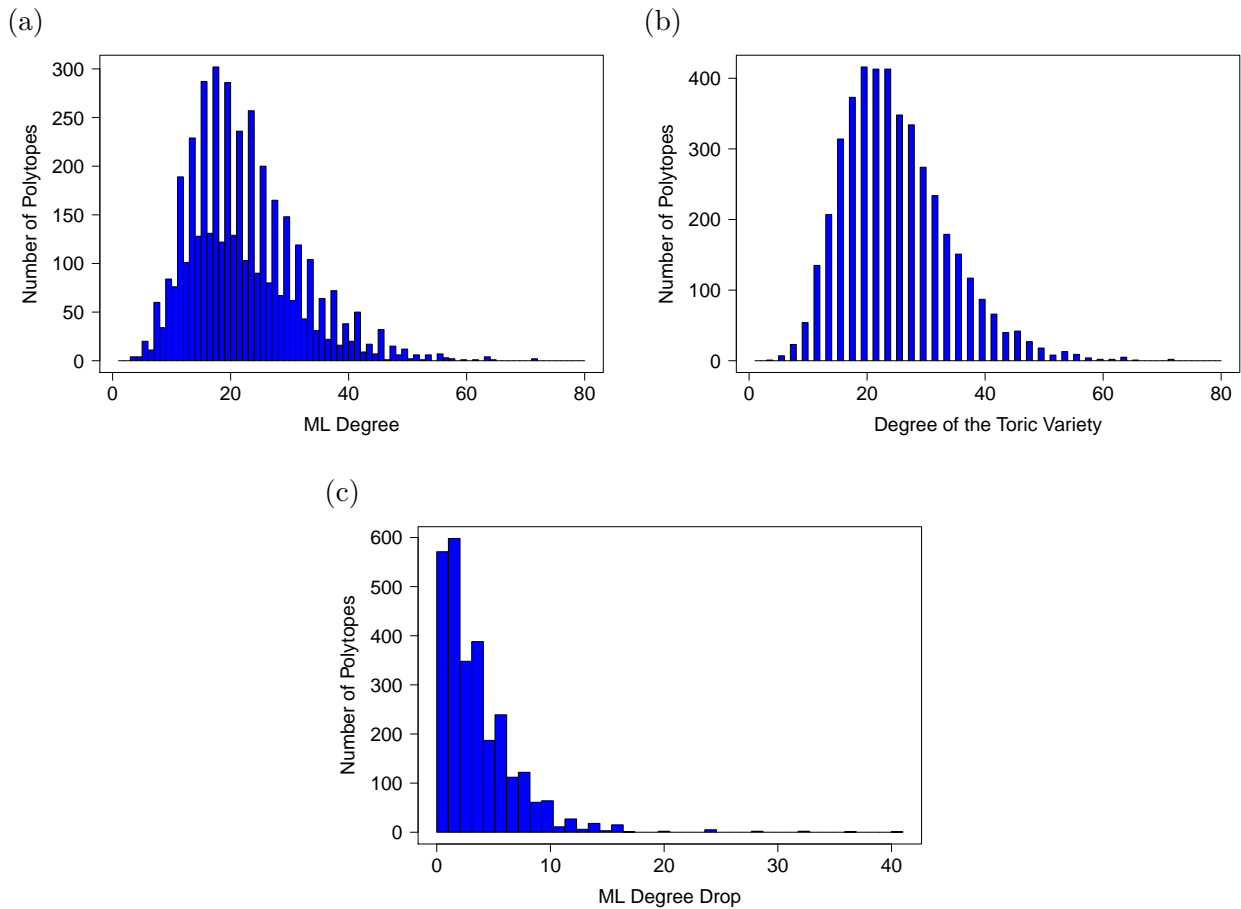 (a)
300
250
200
150
100
50
0
Number of Polytopes
0 20 40 60 80
ML Degree
(b)
400
300
200
100
0
Number of Polytopes
0 20 40 60 80
Degree of the Toric Variety
(c)
600
500
400
300
200
100
0
Number of Polytopes
0 10 20 30 40
ML Degree Drop